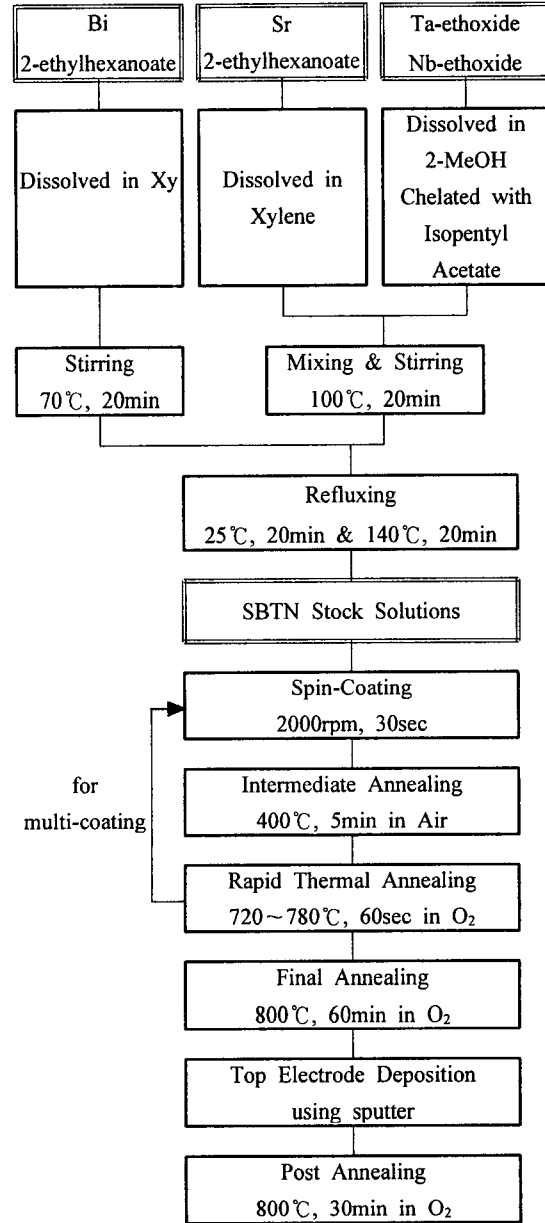 Bi
2-ethylhexanoate
Sr
2-ethylhexanoate
Ta-ethoxide
Nb-ethoxide
Dissolved in Xy
Dissolved in
Xylene
Dissolved in
2-MeOH
Chelated with
Isopentyl
Acetate
Stirring
70℃, 20min
Mixing & Stirring
100℃, 20min
Refluxing
25℃, 20min & 140℃, 20min
SBTN Stock Solutions
Spin-Coating
2000rpm, 30sec
for
multi-coating
Intermediate Annealing
400℃, 5min in Air
Rapid Thermal Annealing
720~780℃, 60sec in O₂
Final Annealing
800℃, 60min in O₂
Top Electrode Deposition
using sputter
Post Annealing
800℃, 30min in O₂